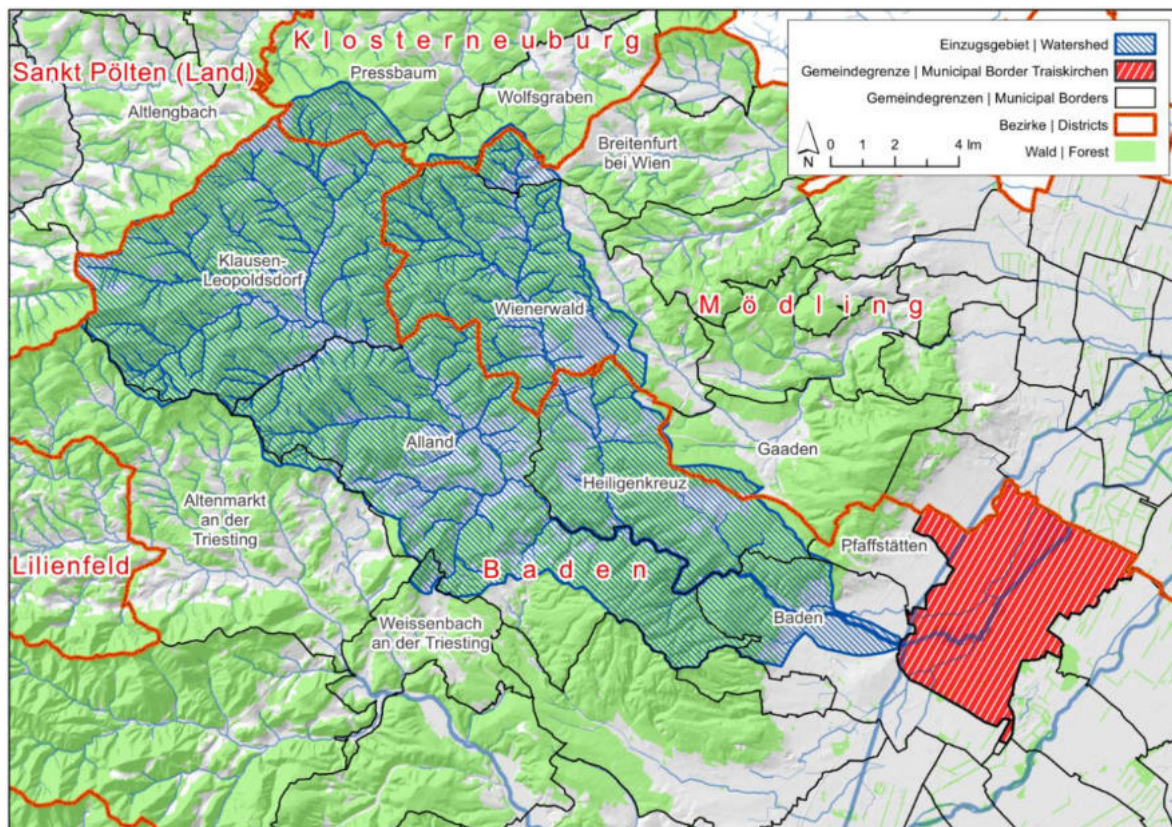 Klosterneuburg
Sankt Pölten (Land)
Pressbaum
Altlengbach
Wolfsgraben
Breitenfurt
bei Wien
Einzugsgebiet | Watershed
Gemeindegrenze | Municipal Border Traiskirchen
Gemeindegrenzen | Municipal Borders
Bezirke | Districts
Wald | Forest
N
0 1 2 4 km
Klausen-
Leopoldsdorf
Wienerwald
Mödling
Alland
Gaaden
Heiligenkreuz
Altenmarkt
an der
Triesting
Pfaffstätten
Lilienfeld
Baden
Baden
Weissenbach
an der Triesting